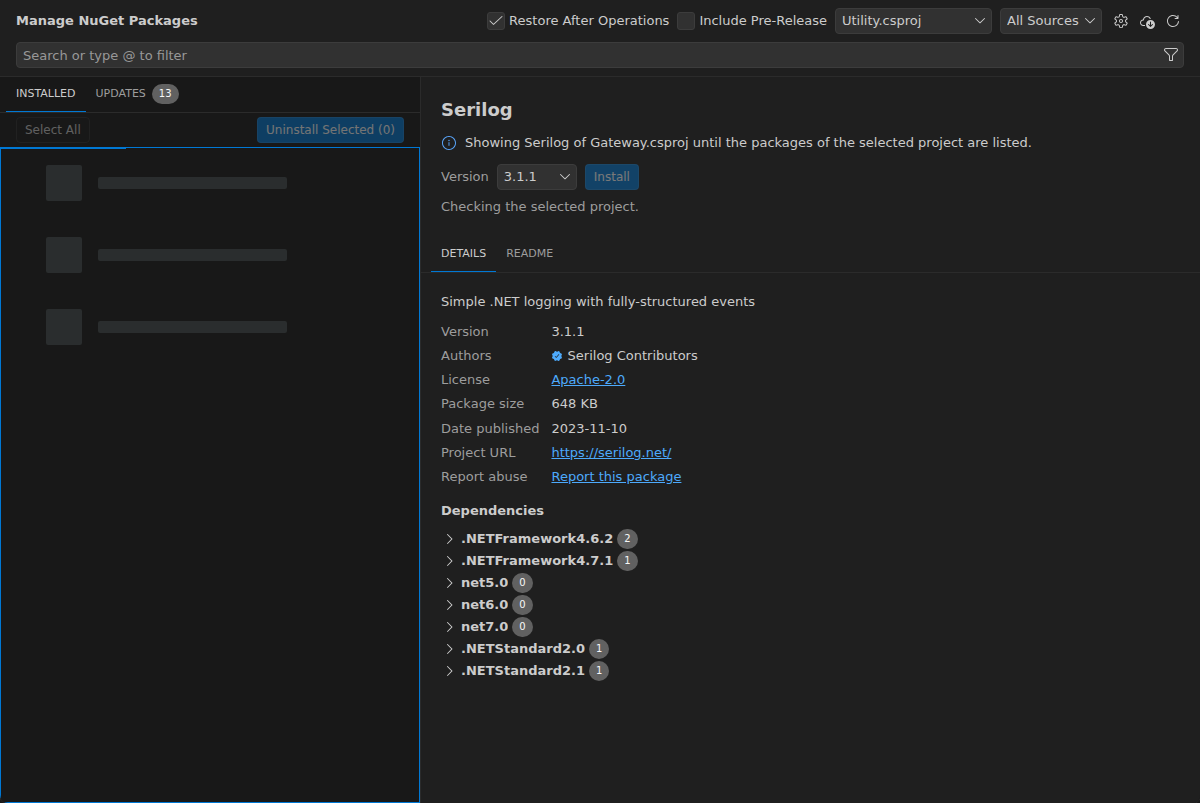 Manage NuGet Packages
Restore After Operations
Include Pre-Release
Utility.csproj
All Sources
Search or type @ to filter
INSTALLED
UPDATES 13
Select All
Uninstall Selected (0)
Serilog
Showing Serilog of Gateway.csproj until the packages of the selected project are listed.
Version 3.1.1 Install
Checking the selected project.
DETAILS README
Simple .NET logging with fully-structured events
Version 3.1.1
Authors Serilog Contributors
License Apache-2.0
Package size 648 KB
Date published 2023-11-10
Project URL https://serilog.net/
Report abuse Report this package
Dependencies
.NETFramework4.6.2 2
.NETFramework4.7.1 1
net5.0 0
net6.0 0
net7.0 0
.NETStandard2.0 1
.NETStandard2.1 1